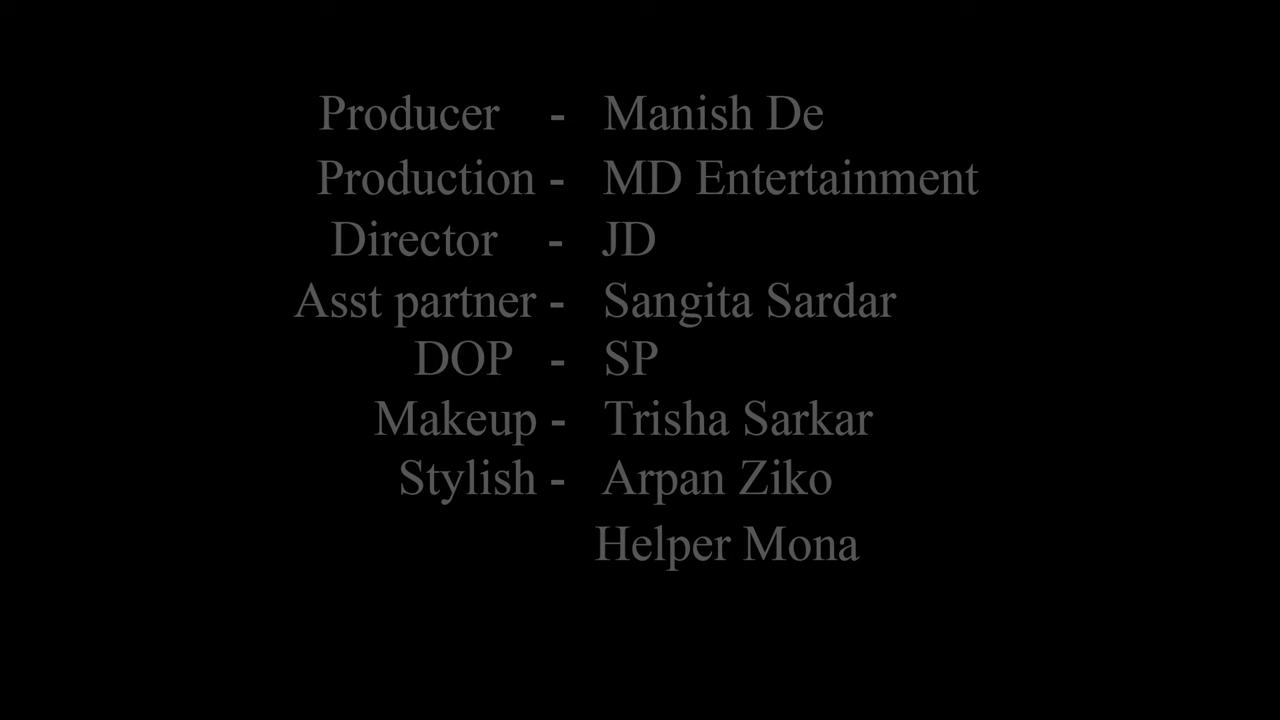 Producer - Manish De
Production - MD Entertainment
Director - JD
Asst partner - Sangita Sardar
DOP - SP
Makeup - Trisha Sarkar
Stylish - Arpan Ziko
Helper Mona